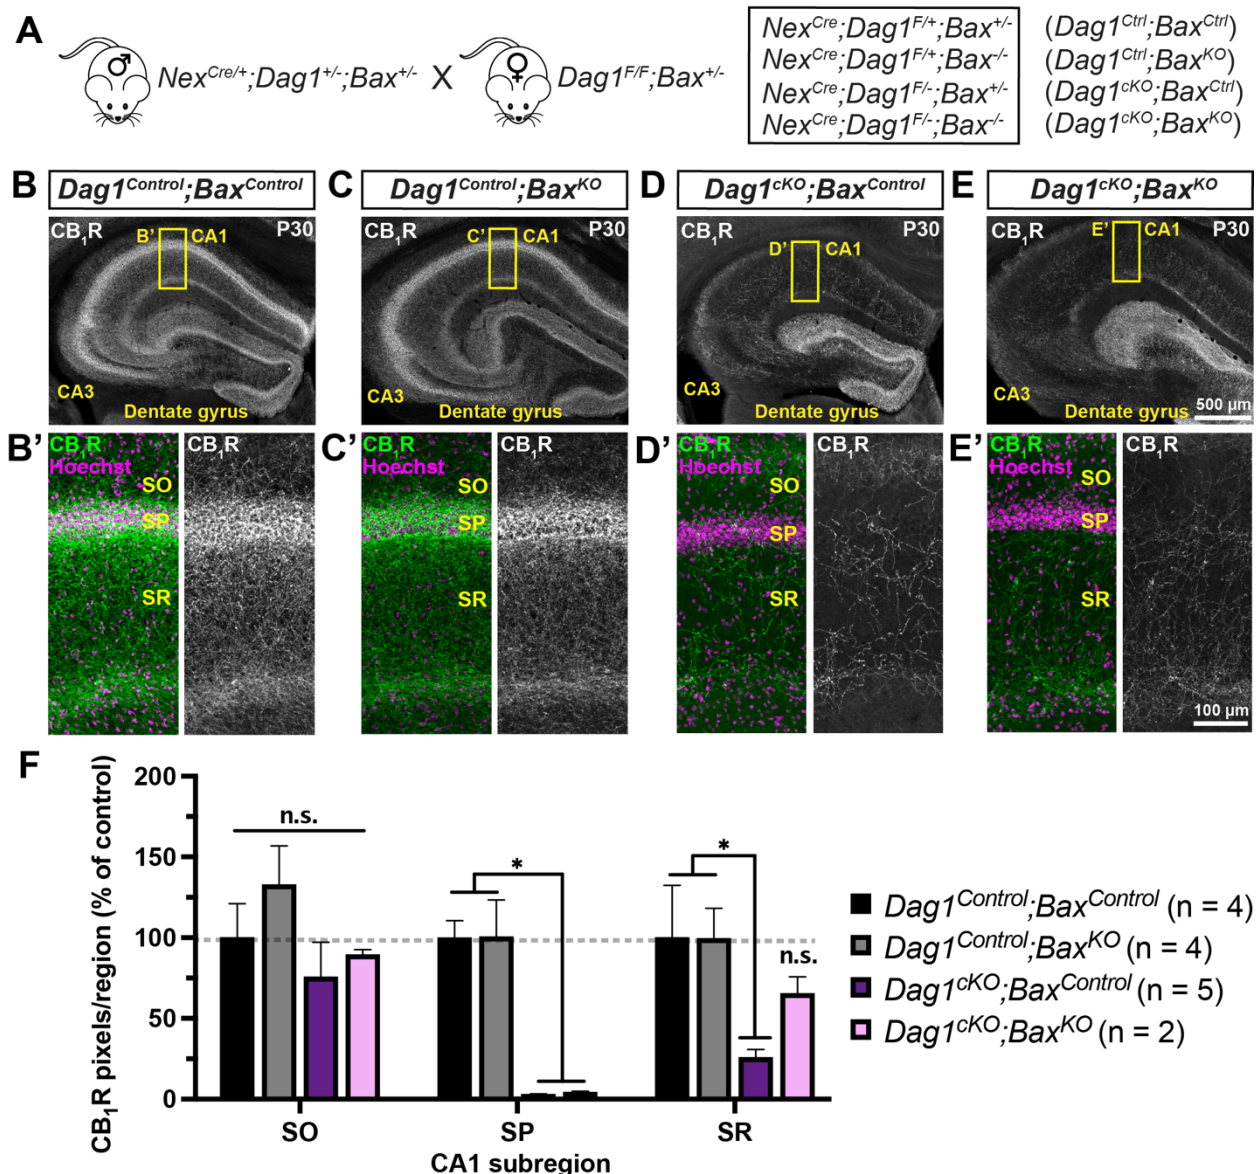 A
♂
Nex^Cre/+;Dag1^+/-;Bax^+/-
X
♀
Dag1^F/F;Bax^+/-
Nex^Cre;Dag1^F/+;Bax^+/- (Dag1^Ctrl;Bax^Ctrl)
Nex^Cre;Dag1^F/+;Bax^-/- (Dag1^Ctrl;Bax^KO)
Nex^Cre;Dag1^F/-;Bax^+/- (Dag1^cKO;Bax^Ctrl)
Nex^Cre;Dag1^F/-;Bax^-/- (Dag1^cKO;Bax^KO)
B Dag1^Control;Bax^Control
CB₁R B' CA1 P30
CA3
Dentate gyrus
C Dag1^Control;Bax^KO
CB₁R C' CA1 P30
CA3
Dentate gyrus
D Dag1^cKO;Bax^Control
CB₁R P30
D' CA1
CA3
Dentate gyrus
E Dag1^cKO;Bax^KO
CB₁R P30
E' CA1
CA3
500 µm
Dentate gyrus
B' CB₁R CB₁R
Hoechst
SO
SP
SR
C' CB₁R CB₁R
Hoechst
SO
SP
SR
D' CB₁R CB₁R
Hoechst
SO
SP
SR
E' CB₁R CB₁R
Hoechst
SO
SP
SR
100 µm
F
CB₁R pixels/region (% of control)
200
150
100
50
0
n.s.
*
*
n.s.
SO SP SR
CA1 subregion
Dag1^Control;Bax^Control (n = 4)
Dag1^Control;Bax^KO (n = 4)
Dag1^cKO;Bax^Control (n = 5)
Dag1^cKO;Bax^KO (n = 2)